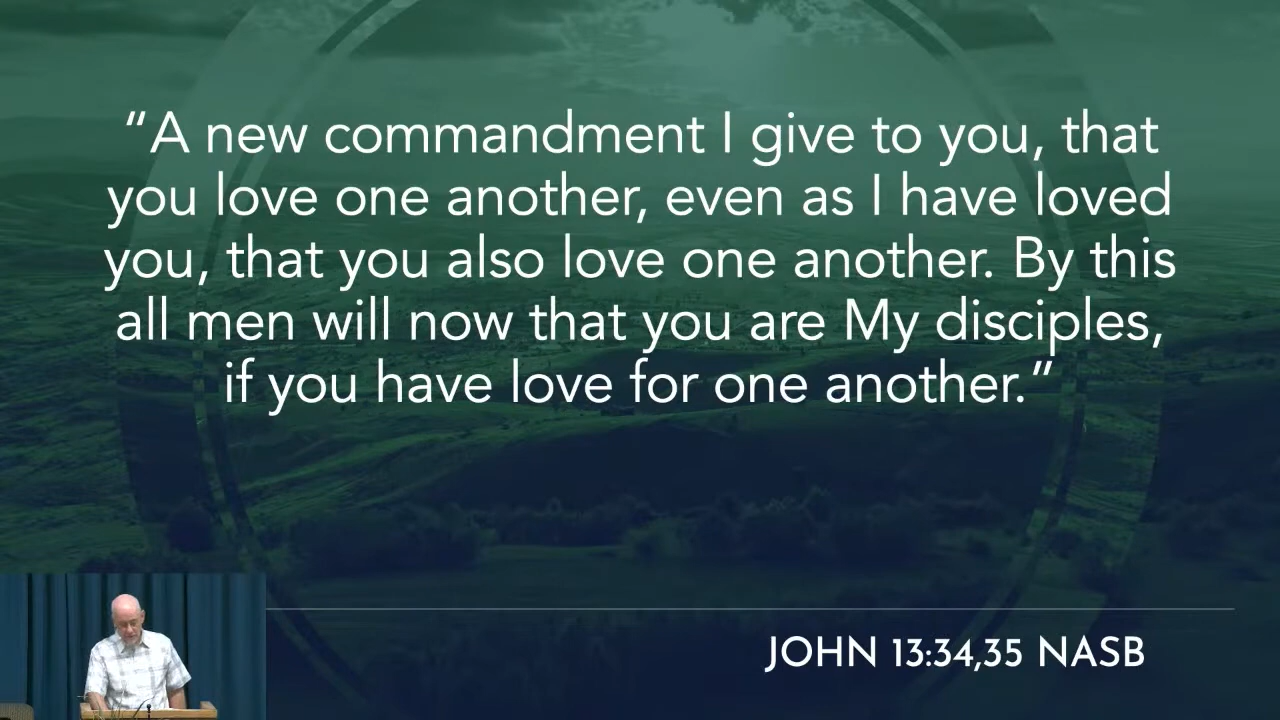 “A new commandment I give to you, that
you love one another, even as I have loved
you, that you also love one another. By this
all men will now that you are My disciples,
if you have love for one another.”
JOHN 13:34,35 NASB